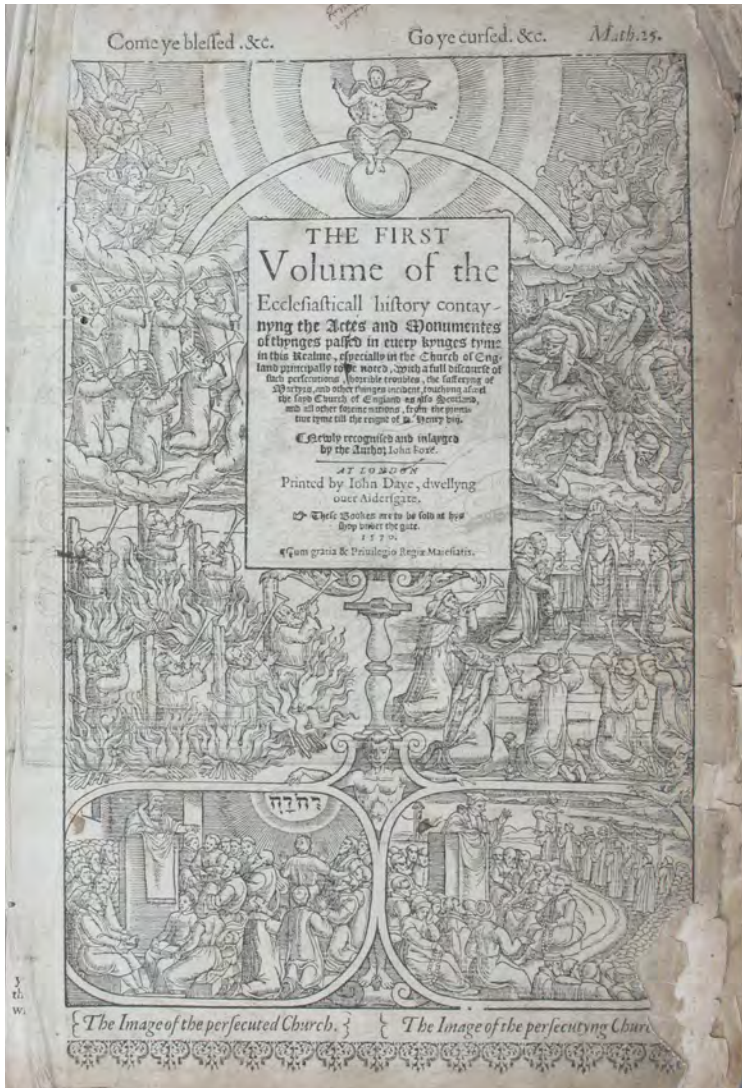 Come ye bleſſed .&c. Go ye curſed. &c. Math.25.
THE FIRST
Volume of the
Eccleſiaſticall hiſtory contay-
nyng the Actes and Monumentes
of thynges paſſed in euery kynges tyme
in this Realme, eſpecially in the Church of Eng-
land principally to be noted, with a full diſcourſe of
ſuch perſecutions, horrible troubles, the ſufferyng of
Martyrs, and other thinges incident, touchyng aſwel
the ſayd Church of England as alſo Scotland,
and all other foreine nations, from the primi-
tiue tyme till the reigne of K. Henry viij.
¶Newly recogniſed and inlarged
by the Author Iohn Foxe.
AT LONDON
Printed by Iohn Daye, dwellyng
ouer Alderſgate.
☞ Theſe Bookes are to be ſold at hys
ſhop vnder the gate.
1570.
¶Cum gratia & Priuilegio Regiæ Maieſtatis.
{The Image of the perſecuted Church.} { The Image of the perſecutyng